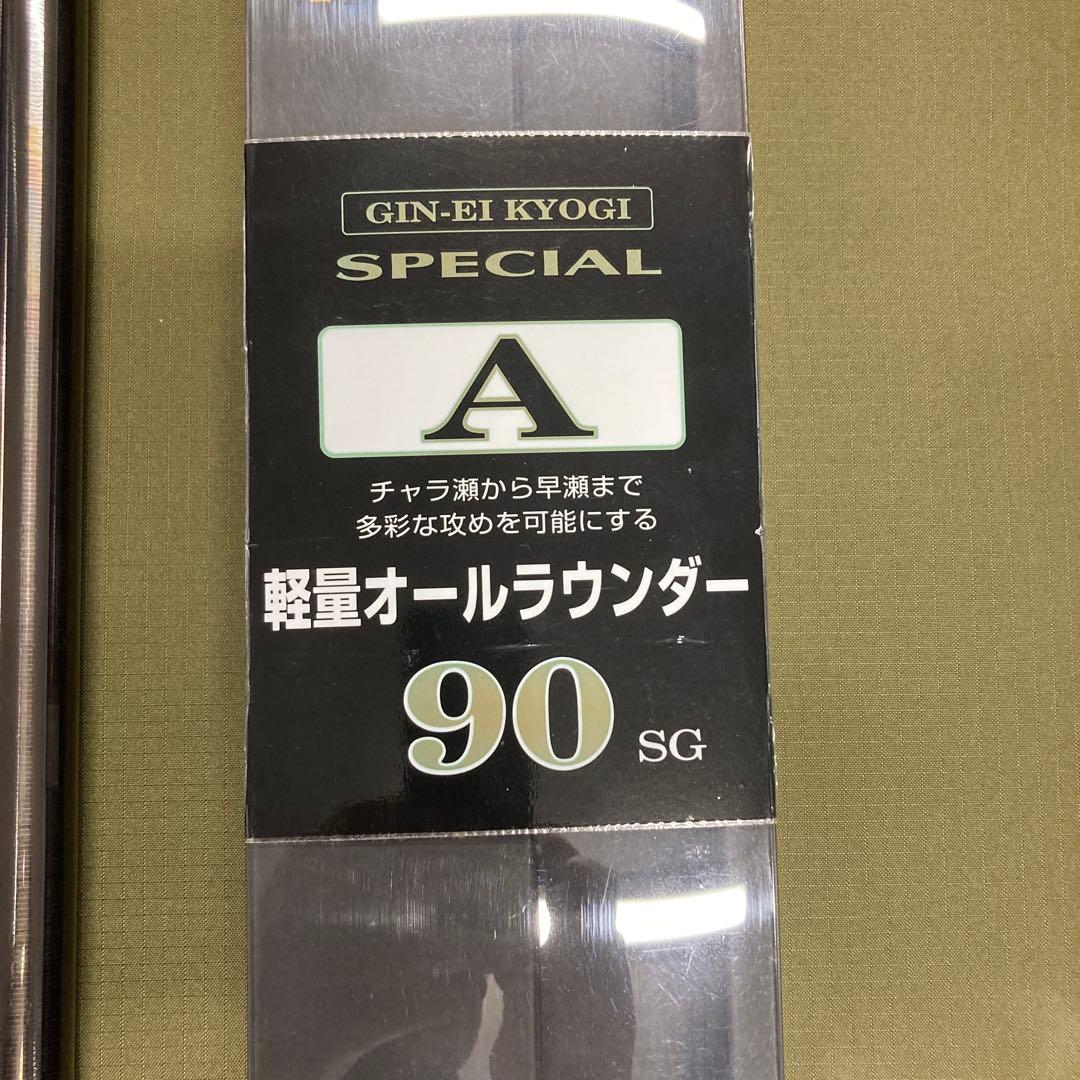 GIN-EI KYOGI
SPECIAL
A
チャラ瀬から早瀬まで
多彩な攻めを可能にする
軽量オールラウンダー
90 SG